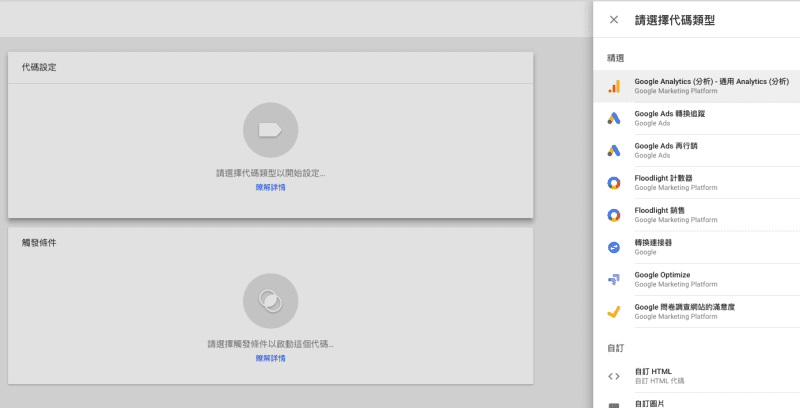 代碼設定
請選擇代碼類型以開始設定...
瞭解詳情
觸發條件
請選擇觸發條件以啟動這個代碼...
瞭解詳情
請選擇代碼類型
精選
Google Analytics (分析) - 通用 Analytics (分析)
Google Marketing Platform
Google Ads 轉換追蹤
Google Ads
Google Ads 再行銷
Google Ads
Floodlight 計數器
Google Marketing Platform
Floodlight 銷售
Google Marketing Platform
轉換連接器
Google
Google Optimize
Google Marketing Platform
Google 問卷調查網站的滿意度
Google Marketing Platform
自訂
自訂 HTML
自訂 HTML 代碼
自訂圖片